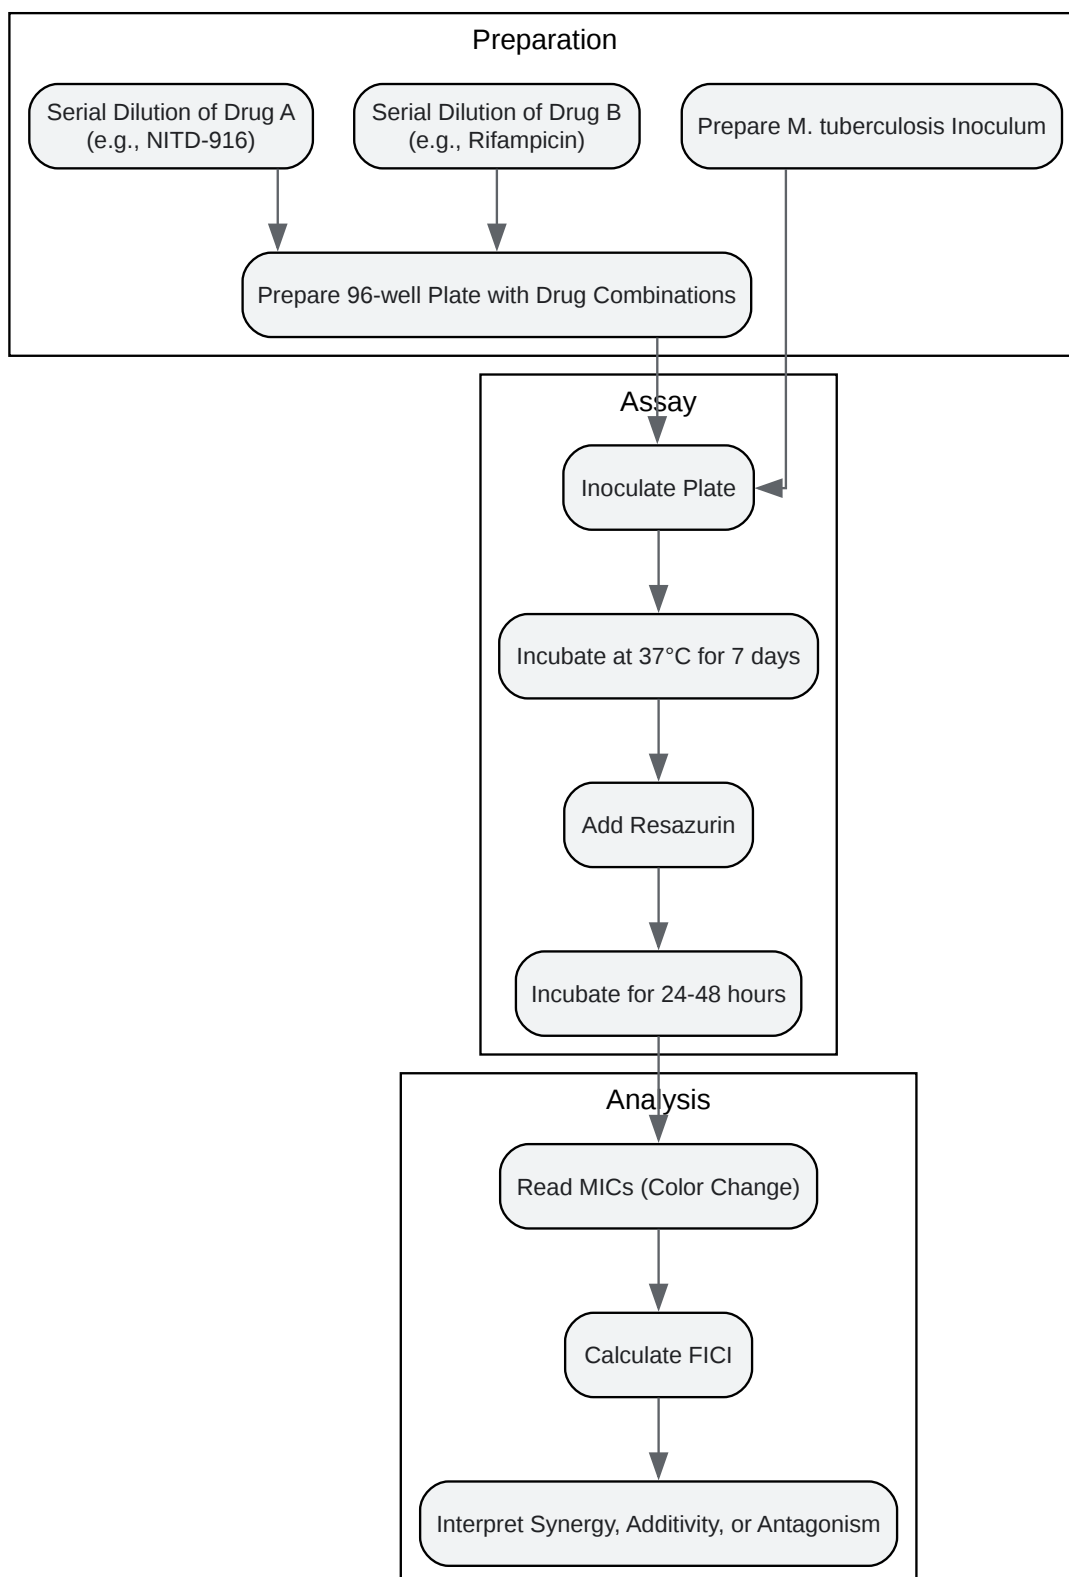 Preparation
Serial Dilution of Drug A
(e.g., NITD-916)
Serial Dilution of Drug B
(e.g., Rifampicin)
Prepare M. tuberculosis Inoculum
Prepare 96-well Plate with Drug Combinations
Assay
Inoculate Plate
Incubate at 37°C for 7 days
Add Resazurin
Incubate for 24-48 hours
Analysis
Read MICs (Color Change)
Calculate FICI
Interpret Synergy, Additivity, or Antagonism